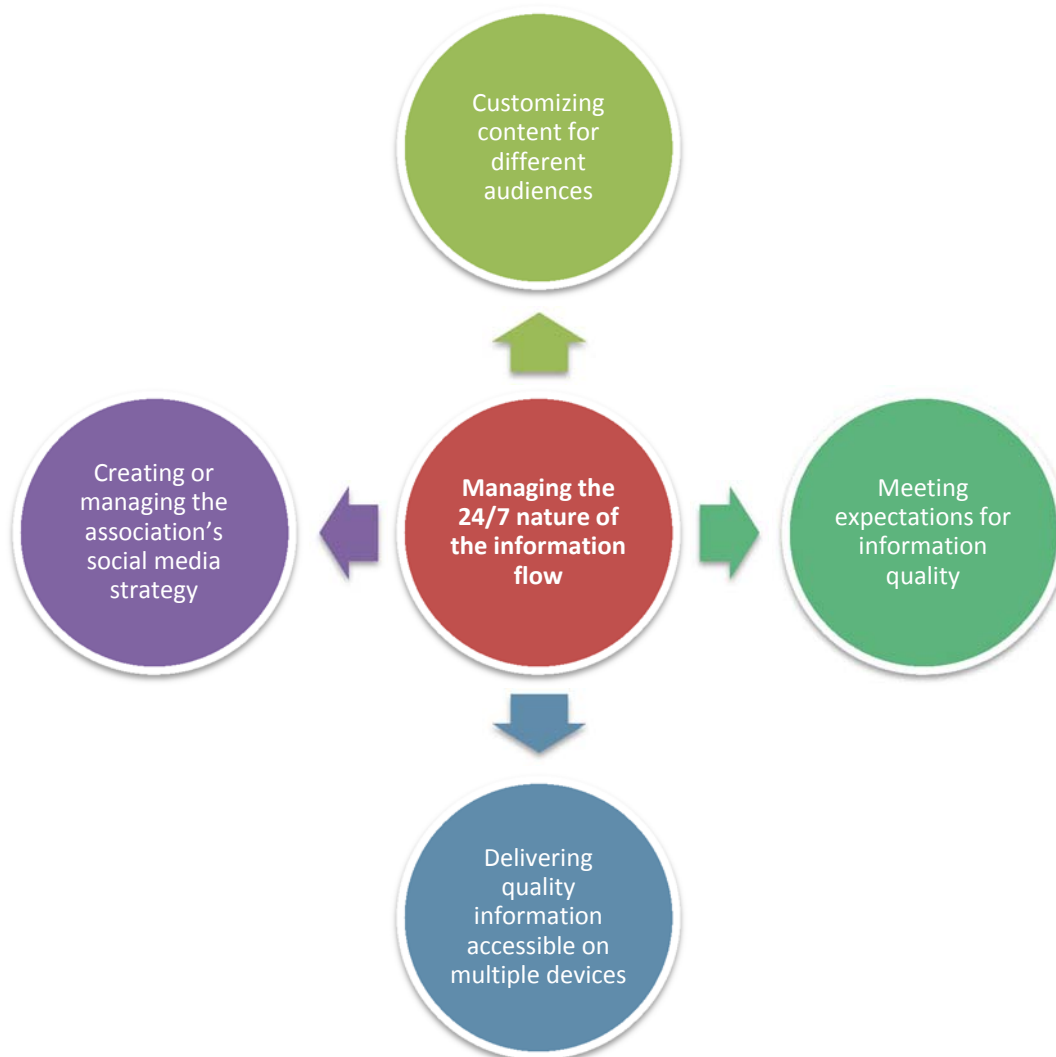 Customizing
content for
different
audiences
Creating or
managing the
association’s
social media
strategy
Managing the
24/7 nature of
the information
flow
Meeting
expectations for
information
quality
Delivering
quality
information
accessible on
multiple devices